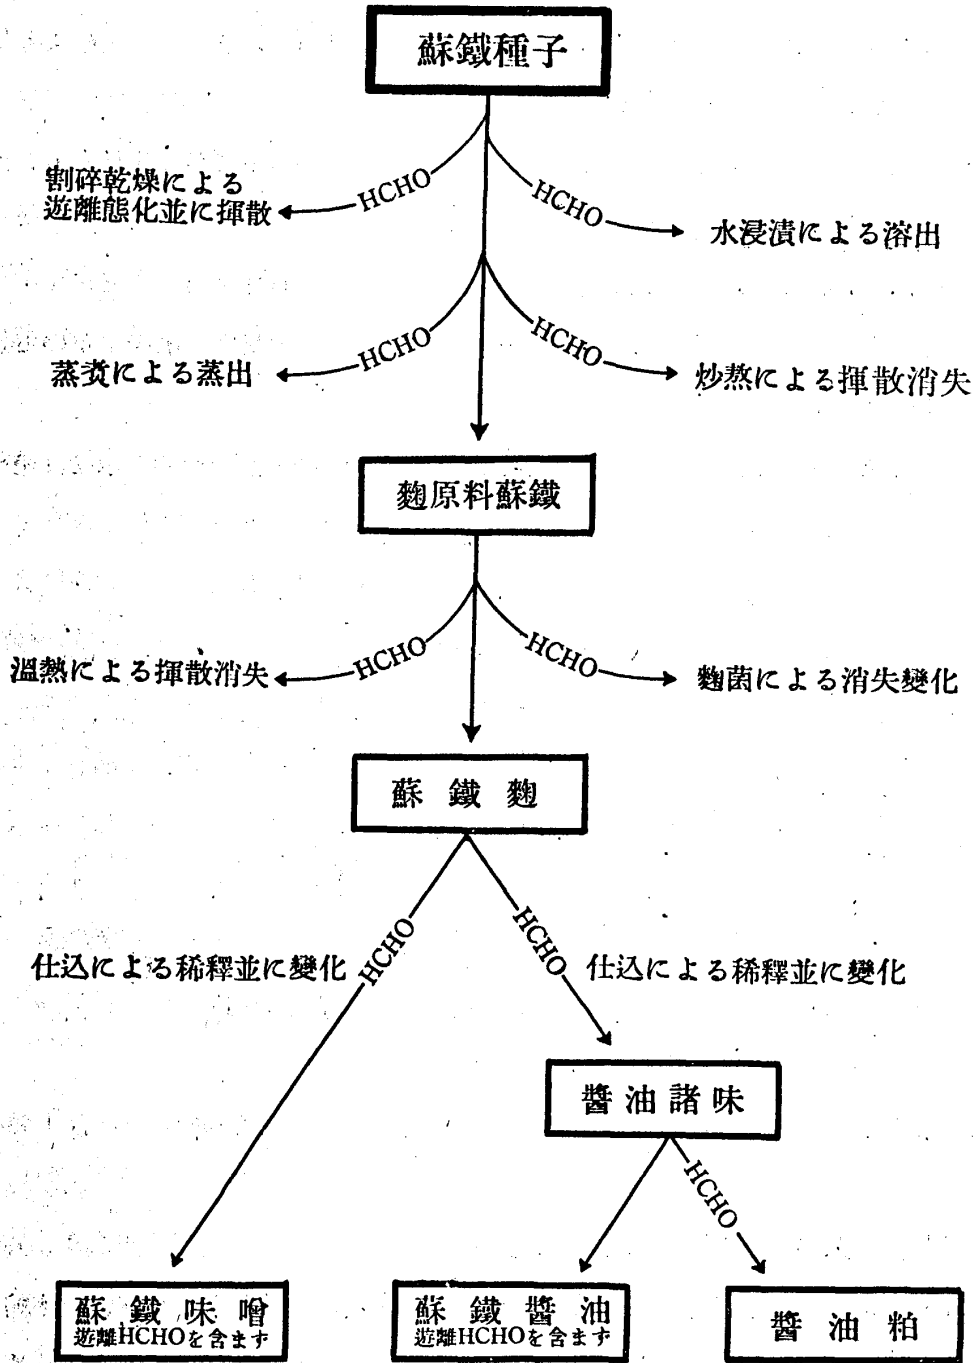 蘇鐵種子
割碎乾燥による
遊離態化並に揮散
HCHO
HCHO
水浸漬による溶出
蒸煑による蒸出
HCHO
HCHO
炒熬による揮散消失
麴原料蘇鐵
溫熱による揮散消失
HCHO
HCHO
麴菌による消失變化
蘇鐵麴
仕込による稀釋並に變化
HCHO
HCHO
仕込による稀釋並に變化
醬油諸味
HCHO
蘇鐵味噌
遊離HCHOを含まず
蘇鐵醬油
遊離HCHOを含まず
醬油粕